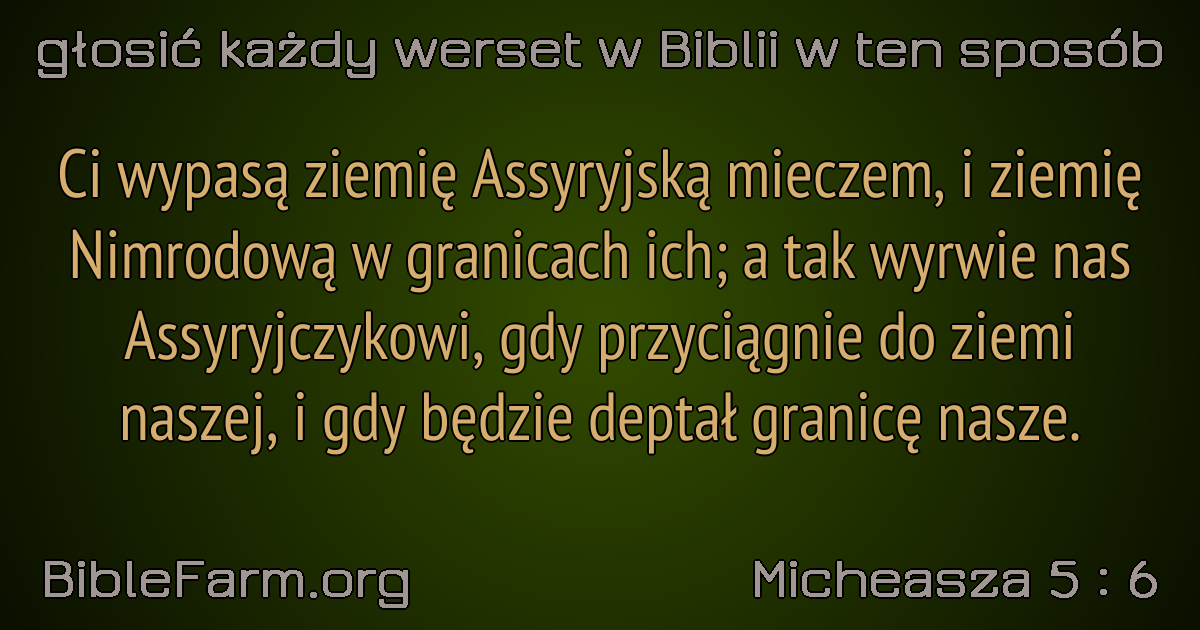 głosić każdy werset w Biblii w ten sposób
Ci wypasą ziemię Assyryjską mieczem, i ziemię
Nimrodową w granicach ich; a tak wyrwie nas
Assyryjczykowi, gdy przyciągnie do ziemi
naszej, i gdy będzie deptał granicę nasze.
BibleFarm.org
Micheasza 5 : 6